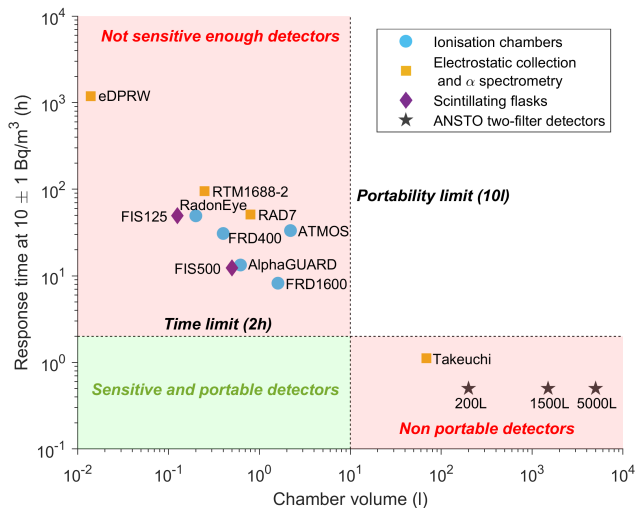 10^4
10^3
10^2
10^1
10^0
10^-1
Response time at 10 ± 1 Bq/m^3 (h)
Not sensitive enough detectors
Ionisation chambers
Electrostatic collection
and α spectrometry
Scintillating flasks
ANSTO two-filter detectors
eDPRW
RTM1688-2
RadonEye
FIS125
RAD7
FRD400
ATMOS
FIS500
AlphaGUARD
FRD1600
Portability limit (10l)
Time limit (2h)
Takeuchi
Sensitive and portable detectors
200L
1500L
5000L
Non portable detectors
10^-2
10^-1
10^0
10^1
10^2
10^3
10^4
Chamber volume (l)